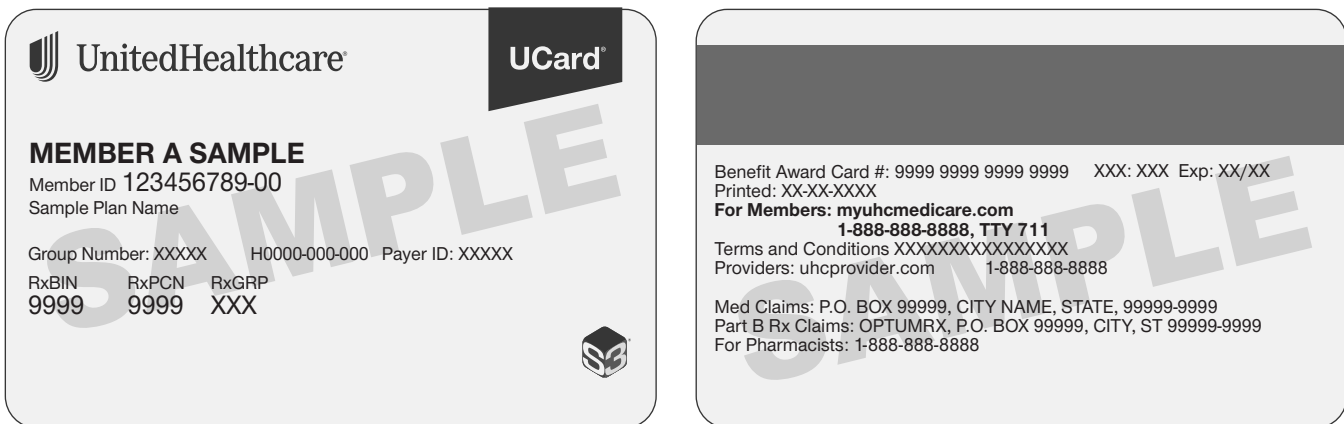 UnitedHealthcare®
UCard®
MEMBER A SAMPLE
Member ID 123456789-00
Sample Plan Name
Group Number: XXXXX H0000-000-000 Payer ID: XXXXX
RxBIN RxPCN RxGRP
9999 9999 XXX
S3
SAMPLE
Benefit Award Card #: 9999 9999 9999 9999 XXX: XXX Exp: XX/XX
Printed: XX-XX-XXXX
For Members: myuhcmedicare.com
1-888-888-8888, TTY 711
Terms and Conditions XXXXXXXXXXXXXXXX
Providers: uhcprovider.com 1-888-888-8888
Med Claims: P.O. BOX 99999, CITY NAME, STATE, 99999-9999
Part B Rx Claims: OPTUMRX, P.O. BOX 99999, CITY, ST 99999-9999
For Pharmacists: 1-888-888-8888
SAMPLE